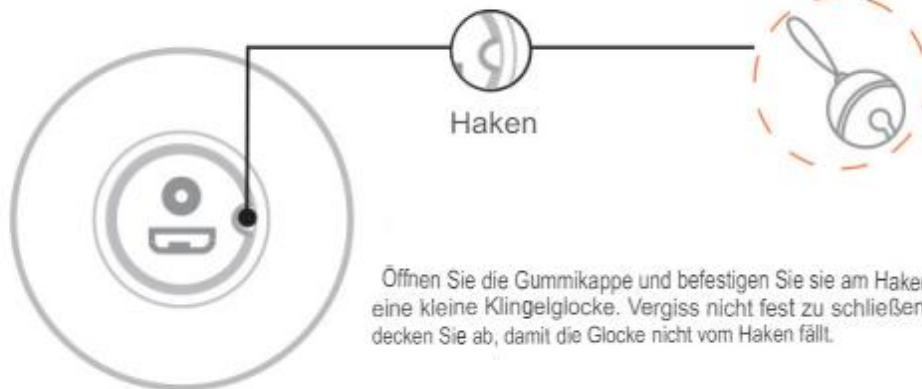 Haken
Öffnen Sie die Gummikappe und befestigen Sie sie am Haken
eine kleine Klingelglocke. Vergiss nicht fest zu schließen
decken Sie ab, damit die Glocke nicht vom Haken fällt.